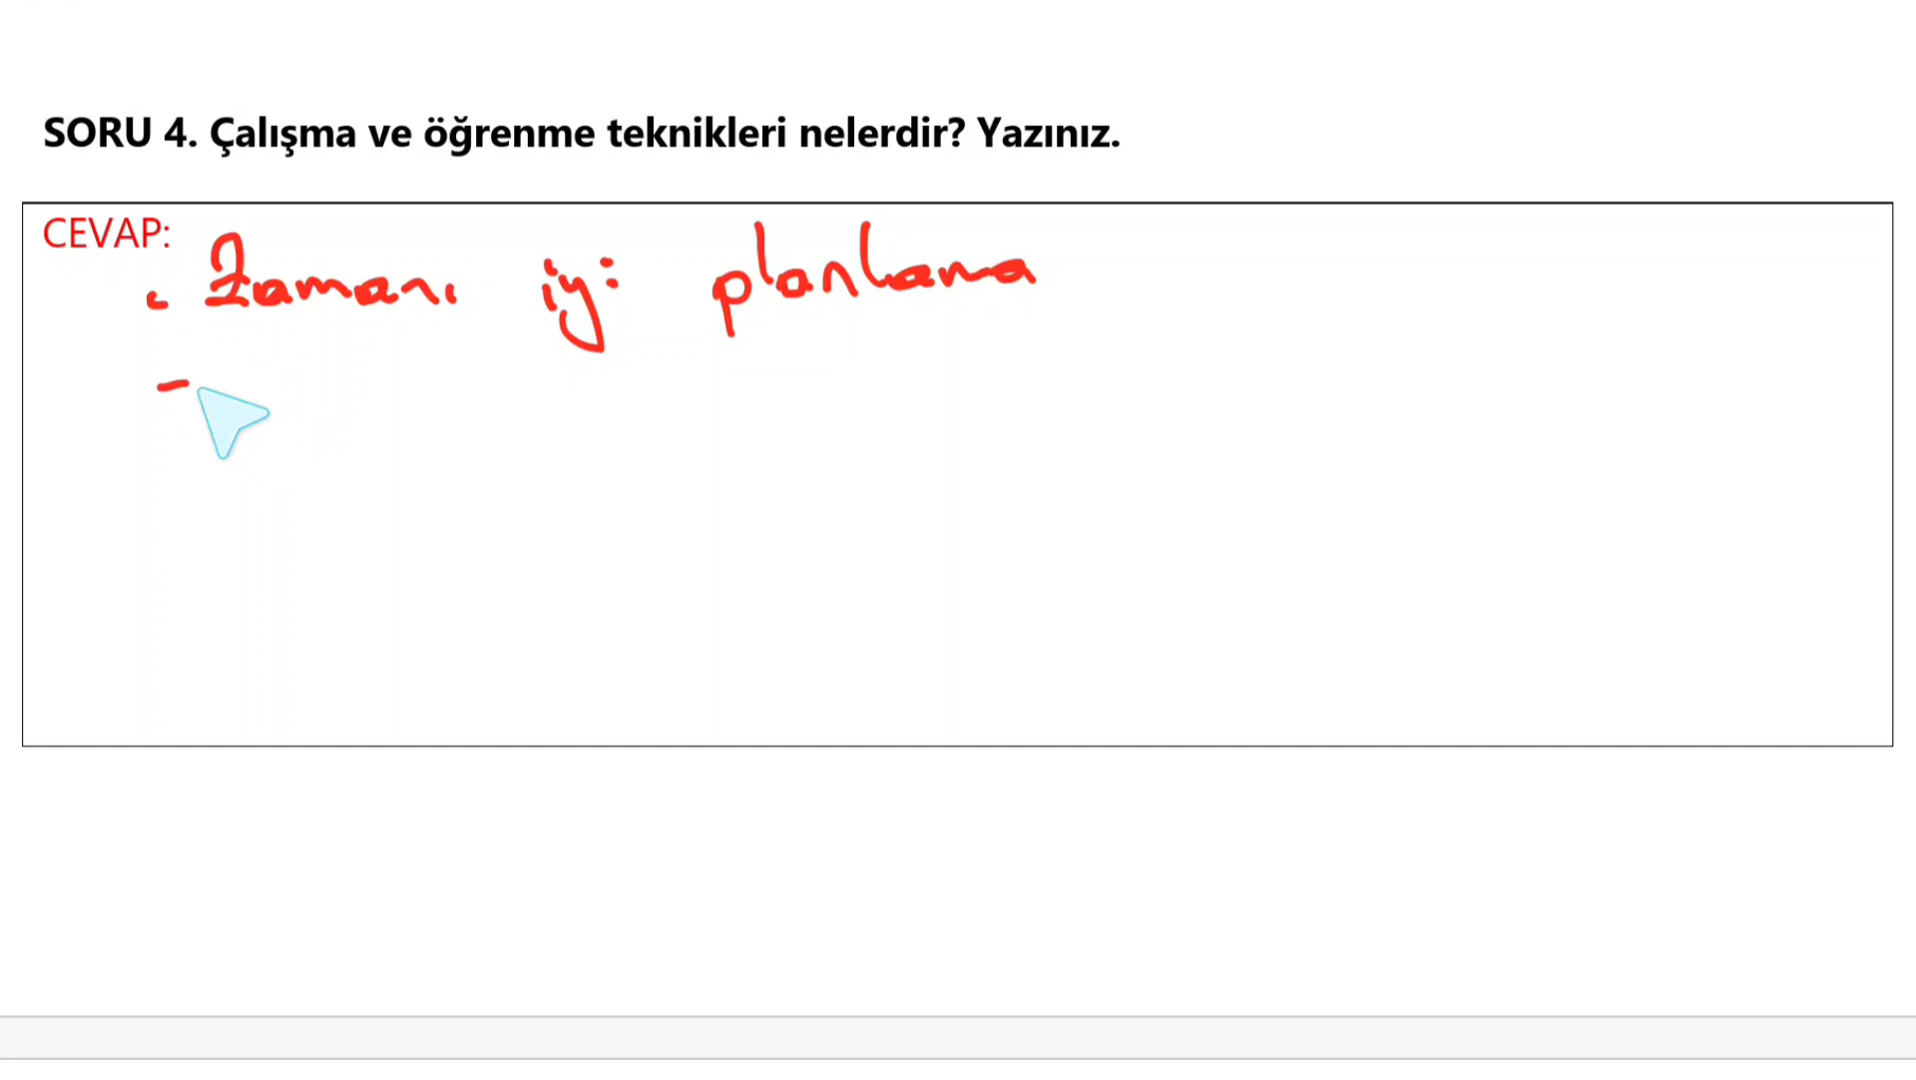 SORU 4. Çalışma ve öğrenme teknikleri nelerdir? Yazınız.
CEVAP:
- Zamanı iyi planlama
-